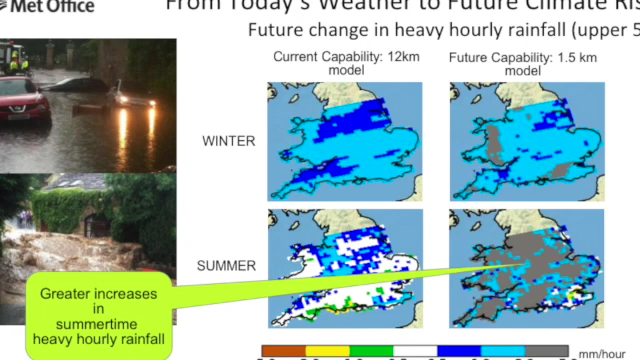 Met Office
From Today's Weather to Future Climate
Future change in heavy hourly rainfall (upper 5
Current Capability: 12km
model
Future Capability: 1.5 km
model
WINTER
SUMMER
Greater increases
in
summertime
heavy hourly rainfall
mm/hour